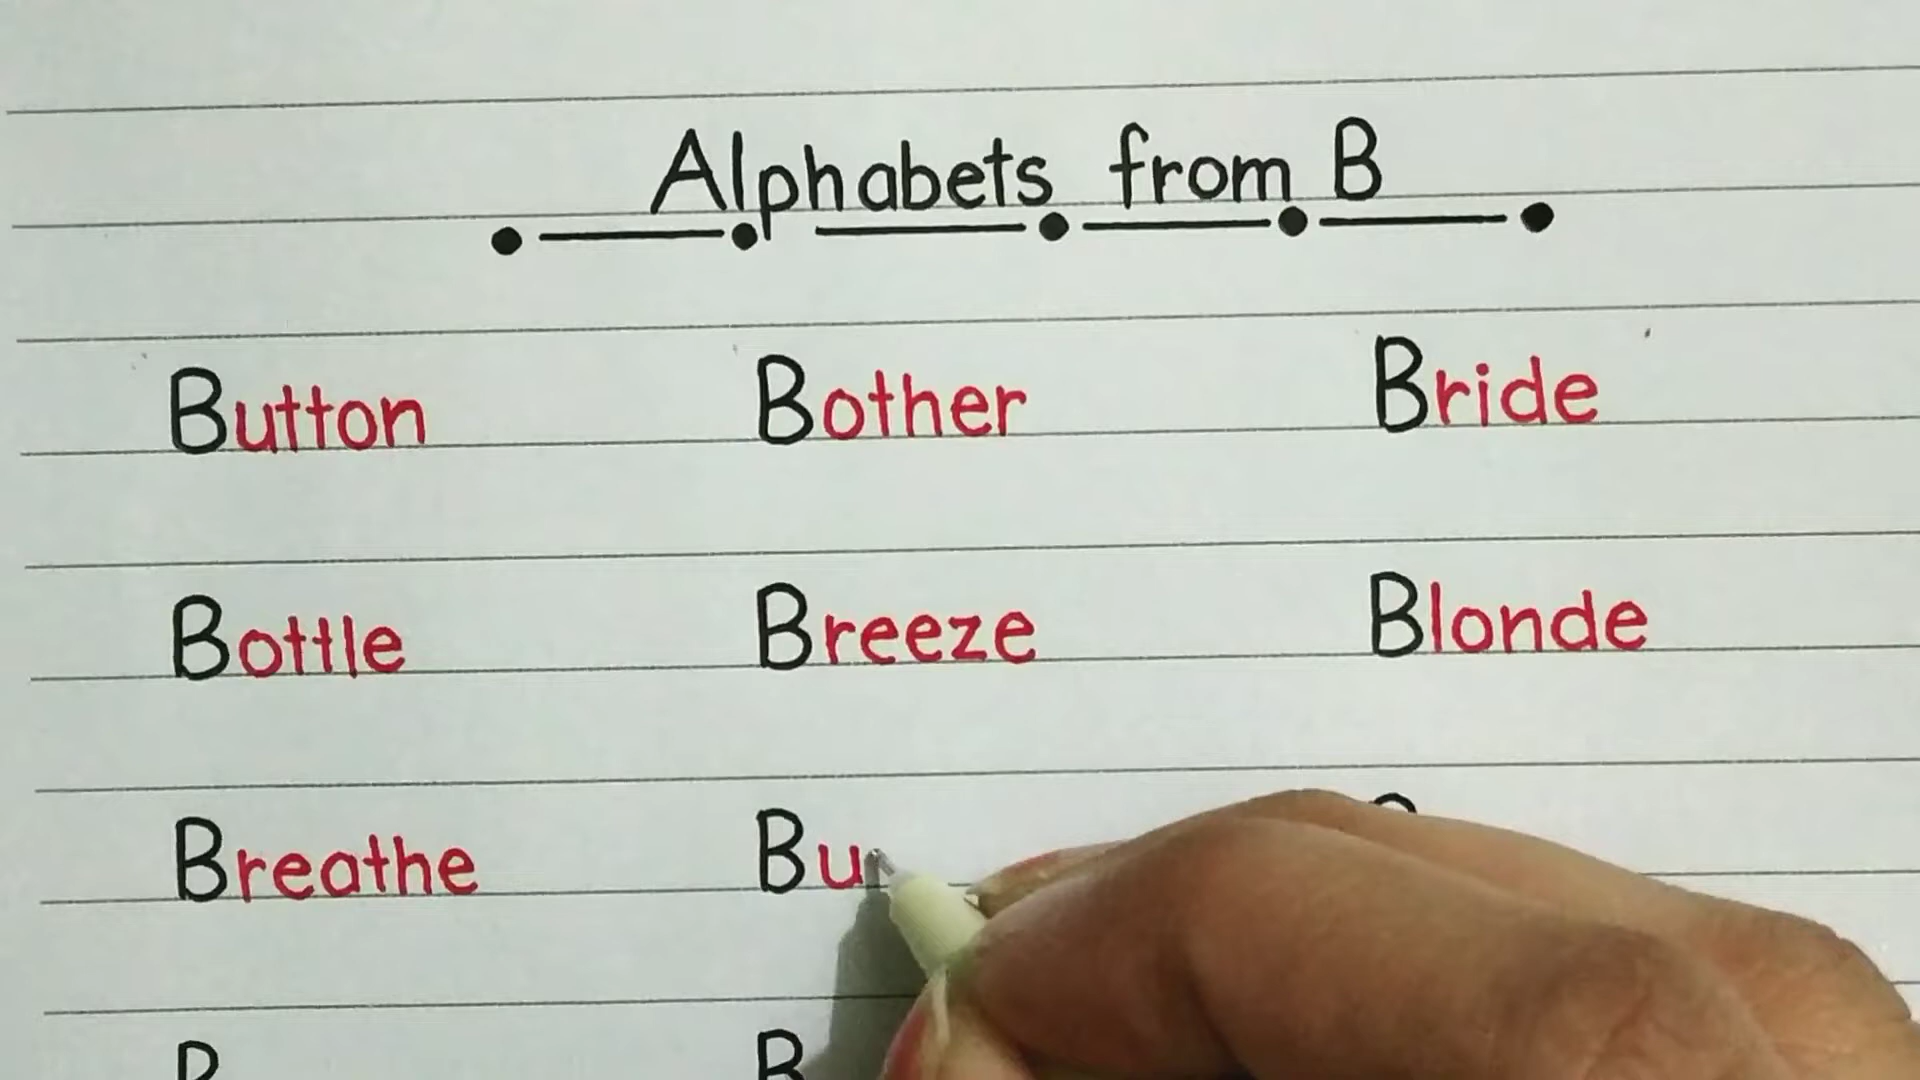 Alphabets from B
Button Bother Bride
Bottle Breeze Blonde
Breathe Bu
B B